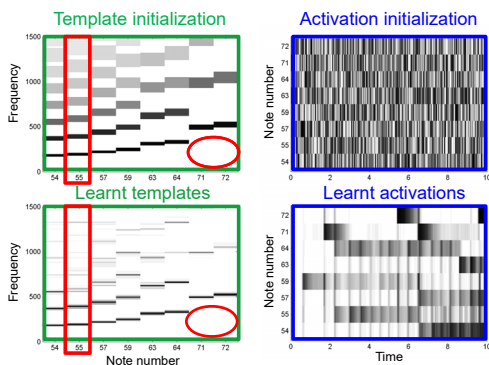 Template initialization
Activation initialization
Frequency
1500
1000
500
0
54 55 57 59 63 64 71 72
Note number
72
71
64
63
59
57
55
54
0 2 4 6 8 10
Learnt templates
Learnt activations
Frequency
1500
1000
500
0
54 55 57 59 63 64 71 72
Note number
Note number
72
71
64
63
59
57
55
54
0 2 4 6 8 10
Time